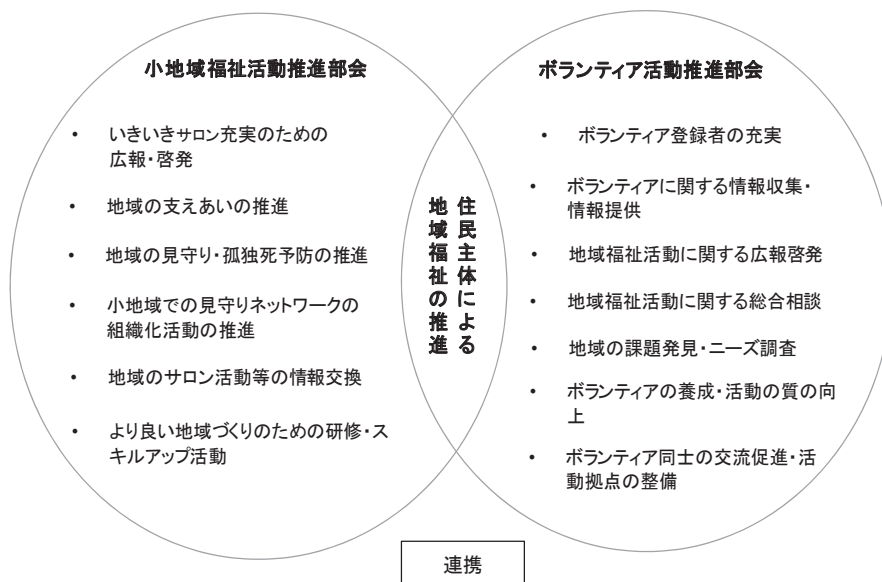 小地域福祉活動推進部会
• いきいきサロン充実のための
広報・啓発
• 地域の支えあいの推進
• 地域の見守り・孤独死予防の推進
• 小地域での見守りネットワークの
組織化活動の推進
• 地域のサロン活動等の情報交換
• より良い地域づくりのための研修・ス
キルアップ活動
住民主体による
地域福祉の推進
ボランティア活動推進部会
• ボランティア登録者の充実
• ボランティアに関する情報収集・
情報提供
• 地域福祉活動に関する広報啓発
• 地域福祉活動に関する総合相談
• 地域の課題発見・ニーズ調査
• ボランティアの養成・活動の質の向
上
• ボランティア同士の交流促進・活
動拠点の整備
連携